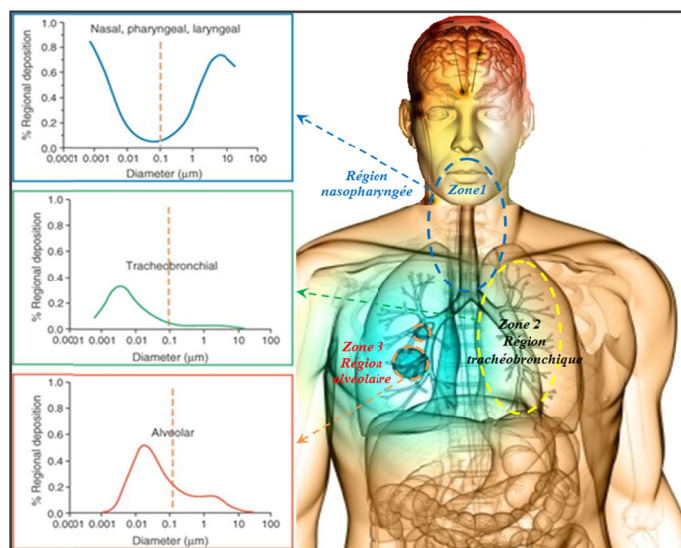 Nasal, pharyngeal, laryngeal
% Regional deposition
1.0
0.8
0.6
0.4
0.2
0.0
0.0001 0.001 0.01 0.1 1 10 100
Diameter (µm)
Tracheobronchial
% Regional deposition
1.0
0.8
0.6
0.4
0.2
0.0
0.0001 0.001 0.01 0.1 1 10 100
Diameter (µm)
Alveolar
% Regional deposition
1.0
0.8
0.6
0.4
0.2
0.0
0.0001 0.001 0.01 0.1 1 10 100
Diameter (µm)
Région
nasopharyngée
Zone1
Zone 2
Région
trachéobronchique
Zone 3
Région
alvéolaire